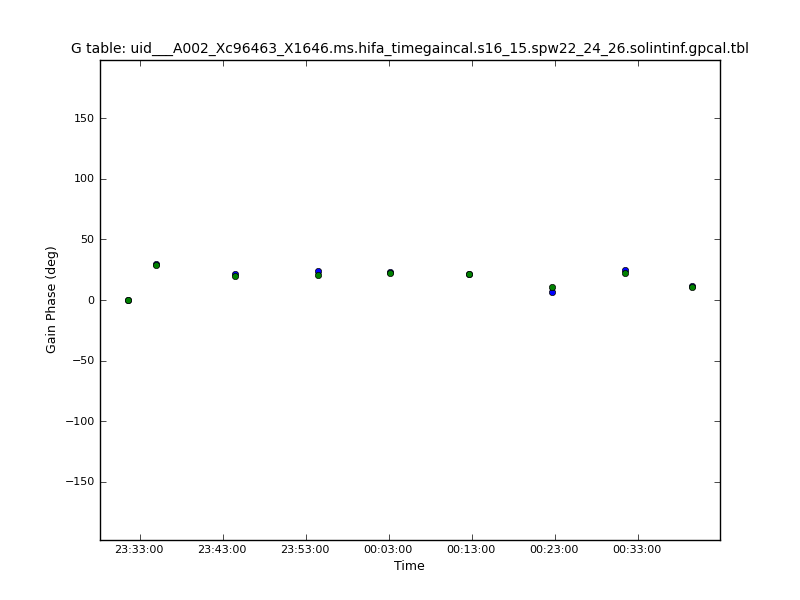 G table: uid___A002_Xc96463_X1646.ms.hifa_timegaincal.s16_15.spw22_24_26.solintinf.gpcal.tbl
150
100
50
0
−50
−100
−150
Gain Phase (deg)
23:33:00 23:43:00 23:53:00 00:03:00 00:13:00 00:23:00 00:33:00
Time